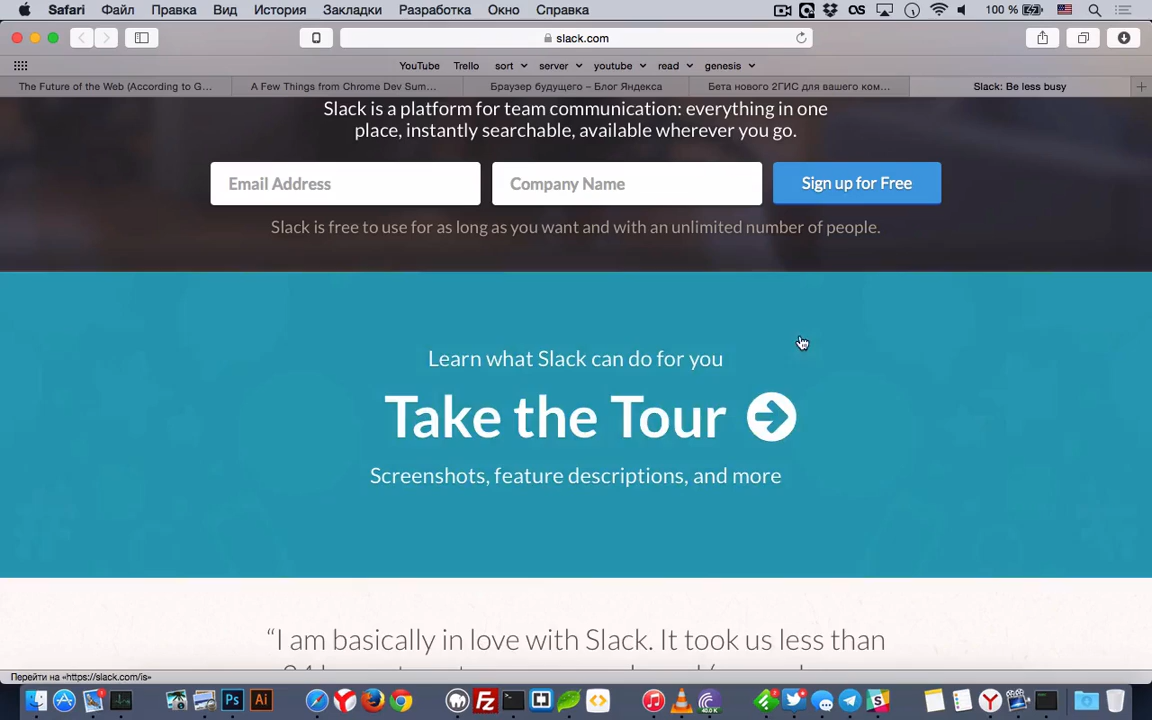 Safari Файл Правка Вид История Закладки Разработка Окно Справка 100 %
slack.com
YouTube Trello sort server youtube read genesis
The Future of the Web (According to G... A Few Things from Chrome Dev Sum... Браузер будущего – Блог Яндекса Бета нового 2ГИС для вашего ком... Slack: Be less busy
Slack is a platform for team communication: everything in one
place, instantly searchable, available wherever you go.
Email Address Company Name Sign up for Free
Slack is free to use for as long as you want and with an unlimited number of people.
Learn what Slack can do for you
Take the Tour
Screenshots, feature descriptions, and more
“I am basically in love with Slack. It took us less than
Перейти на «https://slack.com/is»